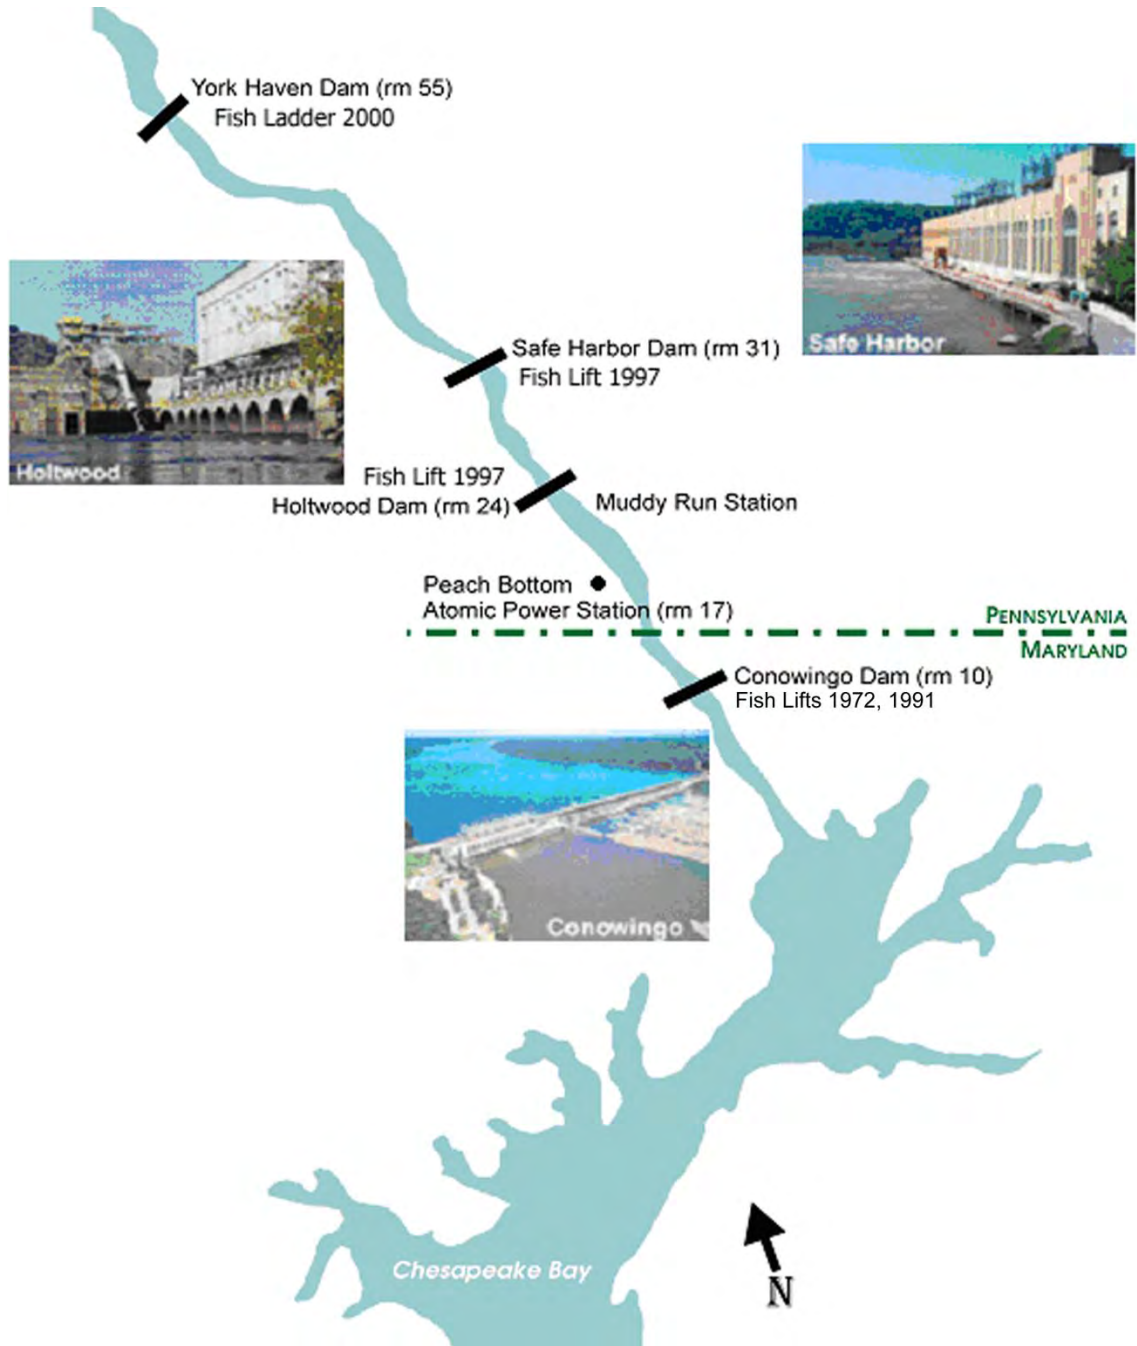 York Haven Dam (rm 55)
Fish Ladder 2000
Safe Harbor
Holtwood
Safe Harbor Dam (rm 31)
Fish Lift 1997
Fish Lift 1997
Holtwood Dam (rm 24)
Muddy Run Station
Peach Bottom
Atomic Power Station (rm 17)
PENNSYLVANIA
MARYLAND
Conowingo Dam (rm 10)
Fish Lifts 1972, 1991
Conowingo
Chesapeake Bay
N